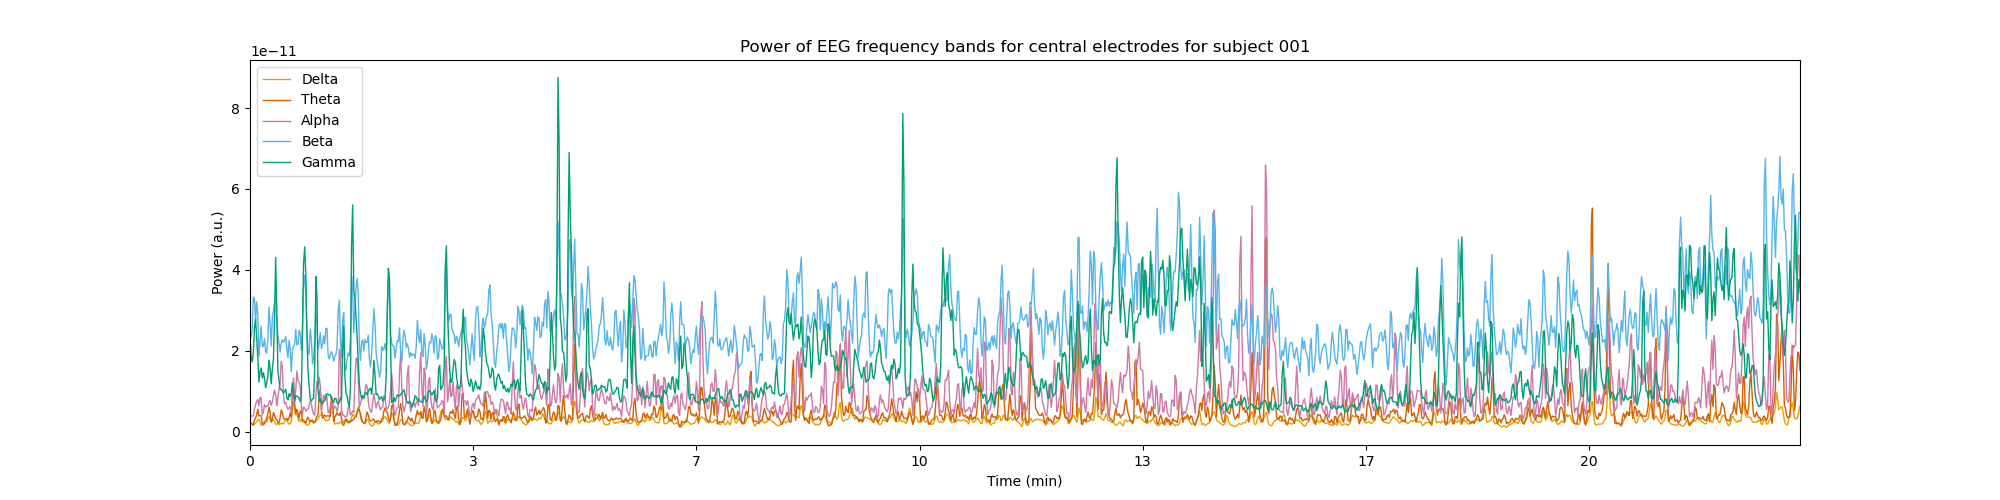 Power of EEG frequency bands for central electrodes for subject 001
1e−11
Delta
Theta
Alpha
Beta
Gamma
8
6
4
2
0
Power (a.u.)
0 3 7 10 13 17 20
Time (min)